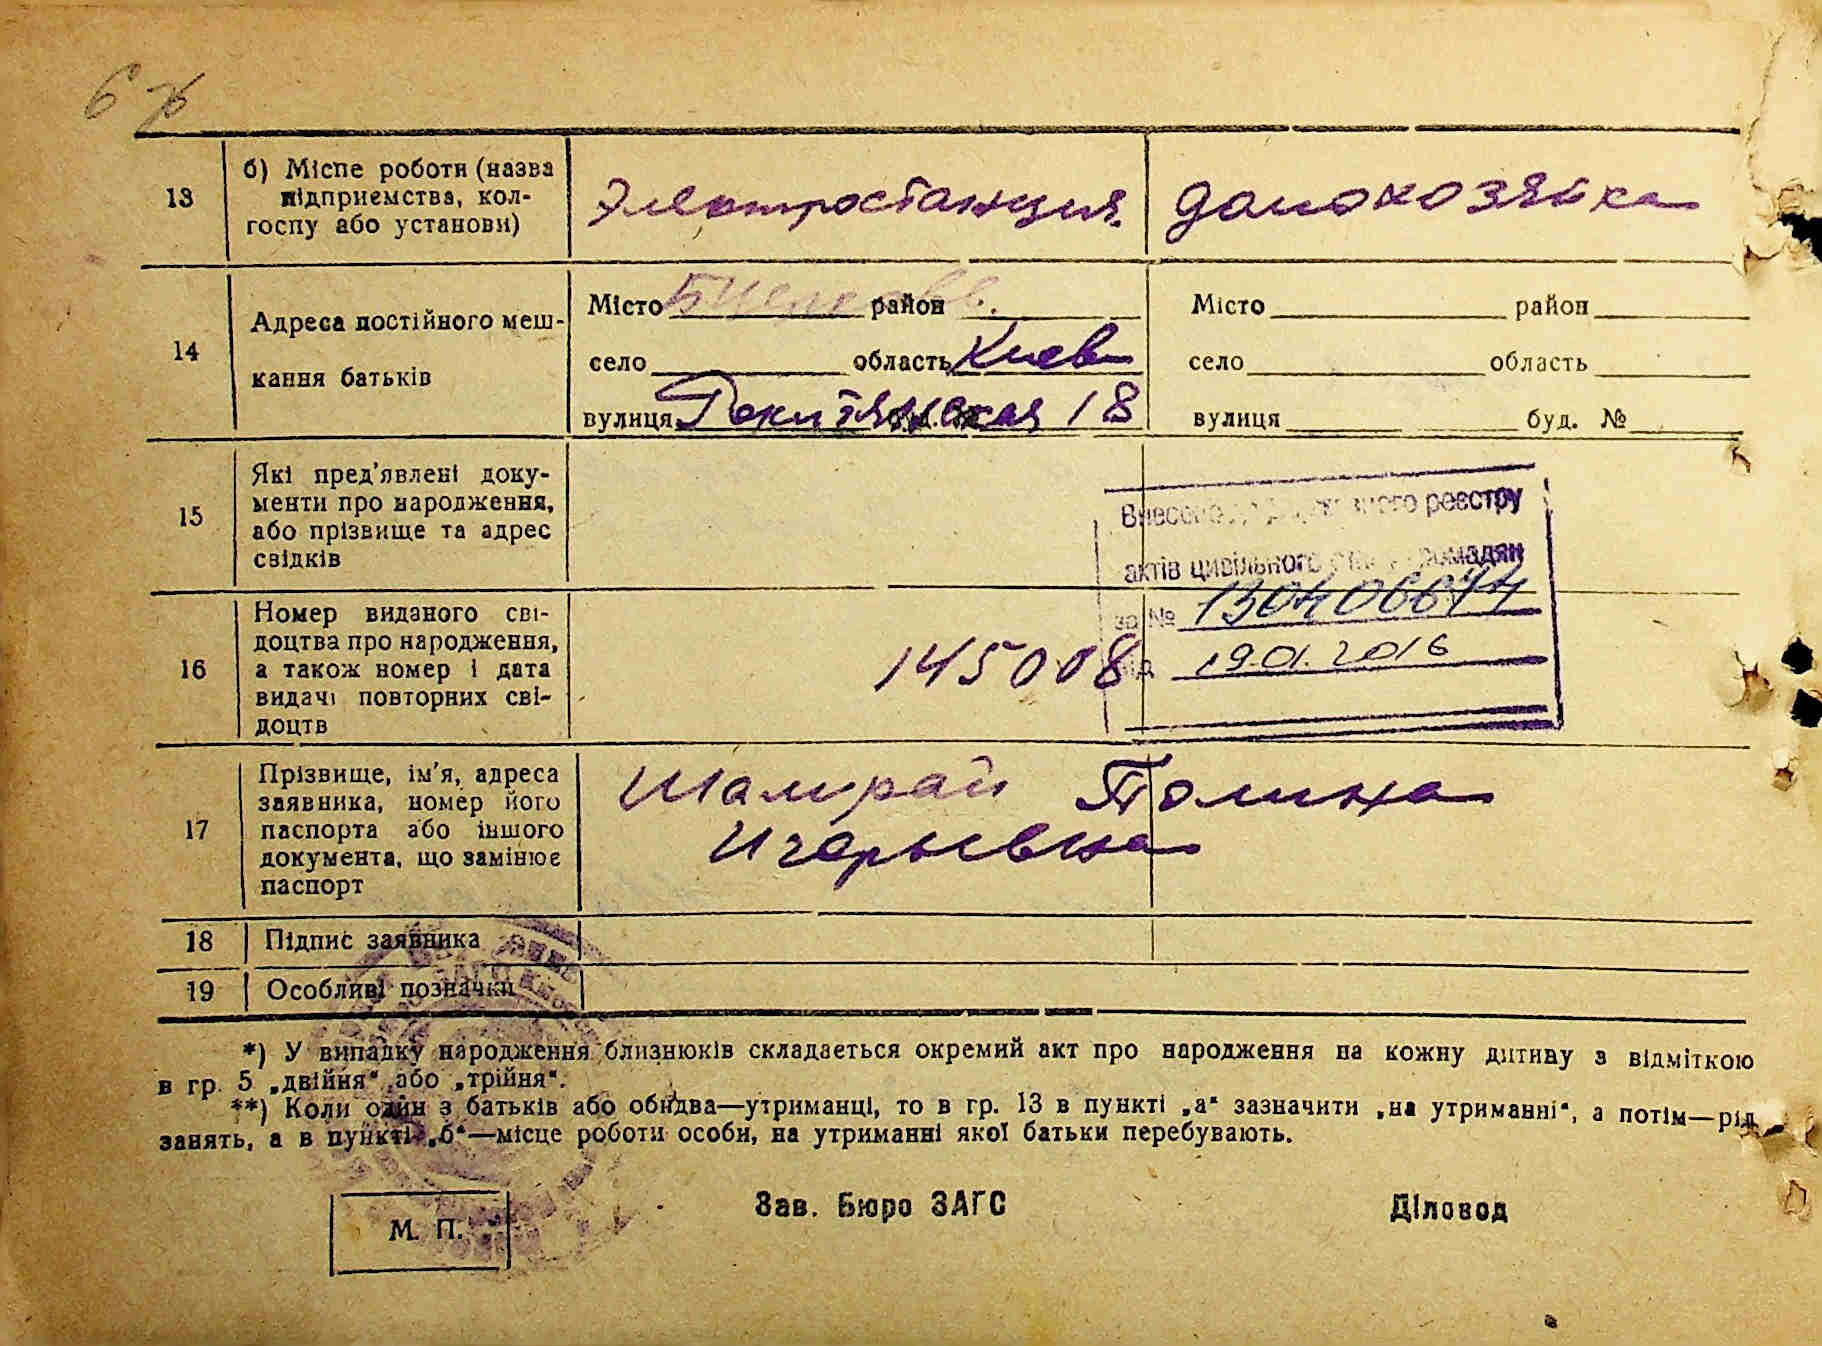 13
б) Місце роботи (назва
підприємства, кол-
госпу або установи)
Электростанция.
домохозяйка
14
Адреса постійного меш-
кання батьків
Місто район
село область Киев
вулиця 18
Місто район
село область
вулиця буд. №
15
Які пред'явлені доку-
менти про народження,
або прізвище та адрес
свідків
Внесено реєстру
актів цивільного громадян
за №
від 19.01.2016
16
Номер виданого сві-
доцтва про народження,
а також номер і дата
видачі повторних сві-
доцтв
145008
17
Прізвище, ім'я, адреса
заявника, номер його
паспорта або іншого
документа, що замінює
паспорт
Шамрай Полина
Игорьевна
18 Підпис заявника
19 Особливі позначки
*) У випадку народження близнюків складається окремий акт про народження на кожну дитину з відміткою
в гр. 5 „двійня“ або „трійня“.
**) Коли один з батьків або обидва—утриманці, то в гр. 13 в пункті „а“ зазначити „на утриманні“, а потім—рід
занять, а в пункті „б“—місце роботи особи, на утриманні якої батьки перебувають.
М. П.
Зав. Бюро ЗАГС
Діловод